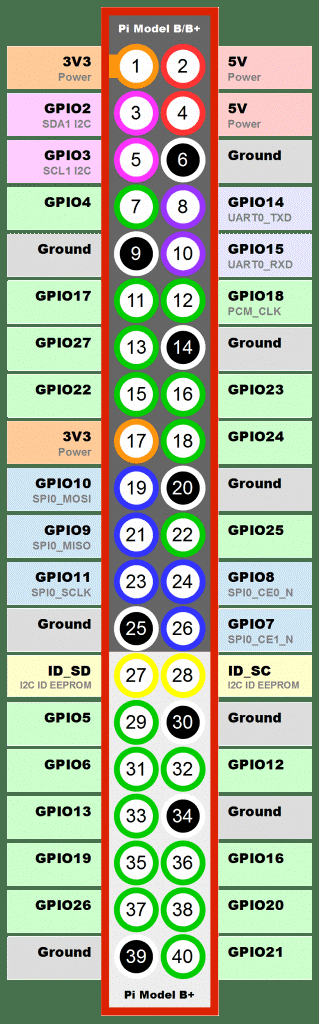 Pi Model B/B+
3V3 1 2 5V
Power Power
GPIO2 3 4 5V
SDA1 I2C Power
GPIO3 5 6 Ground
SCL1 I2C
GPIO4 7 8 GPIO14
UART0_TXD
Ground 9 10 GPIO15
UART0_RXD
GPIO17 11 12 GPIO18
PCM_CLK
GPIO27 13 14 Ground
GPIO22 15 16 GPIO23
3V3 17 18 GPIO24
Power
GPIO10 19 20 Ground
SPI0_MOSI
GPIO9 21 22 GPIO25
SPI0_MISO
GPIO11 23 24 GPIO8
SPI0_SCLK SPI0_CE0_N
Ground 25 26 GPIO7
SPI0_CE1_N
ID_SD 27 28 ID_SC
I2C ID EEPROM I2C ID EEPROM
GPIO5 29 30 Ground
GPIO6 31 32 GPIO12
GPIO13 33 34 Ground
GPIO19 35 36 GPIO16
GPIO26 37 38 GPIO20
Ground 39 40 GPIO21
Pi Model B+